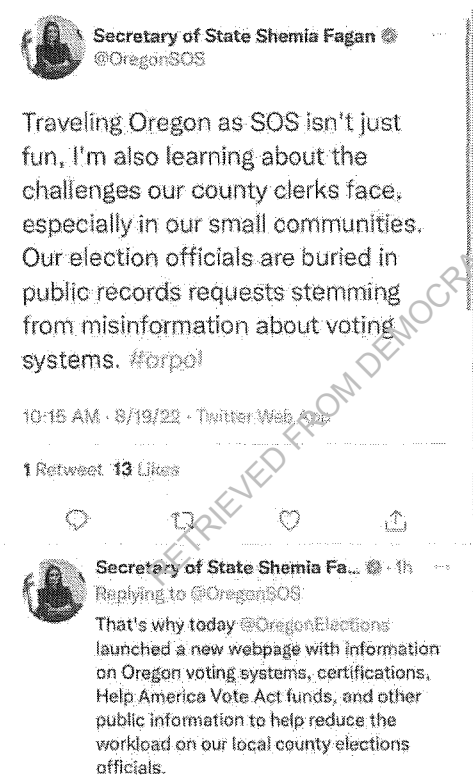 Secretary of State Shemia Fagan
@OregonSOS
Traveling Oregon as SOS isn't just
fun, I'm also learning about the
challenges our county clerks face,
especially in our small communities.
Our election officials are buried in
public records requests stemming
from misinformation about voting
systems. #orpol
10:15 AM · 8/19/22 · Twitter Web App
1 Retweet 13 Likes
Secretary of State Shemia Fa... · 1h
Replying to @OregonSOS
That's why today @OregonElections
launched a new webpage with information
on Oregon voting systems, certifications,
Help America Vote Act funds, and other
public information to help reduce the
workload on our local county elections
officials.
RETRIEVED FROM DEMOCRA